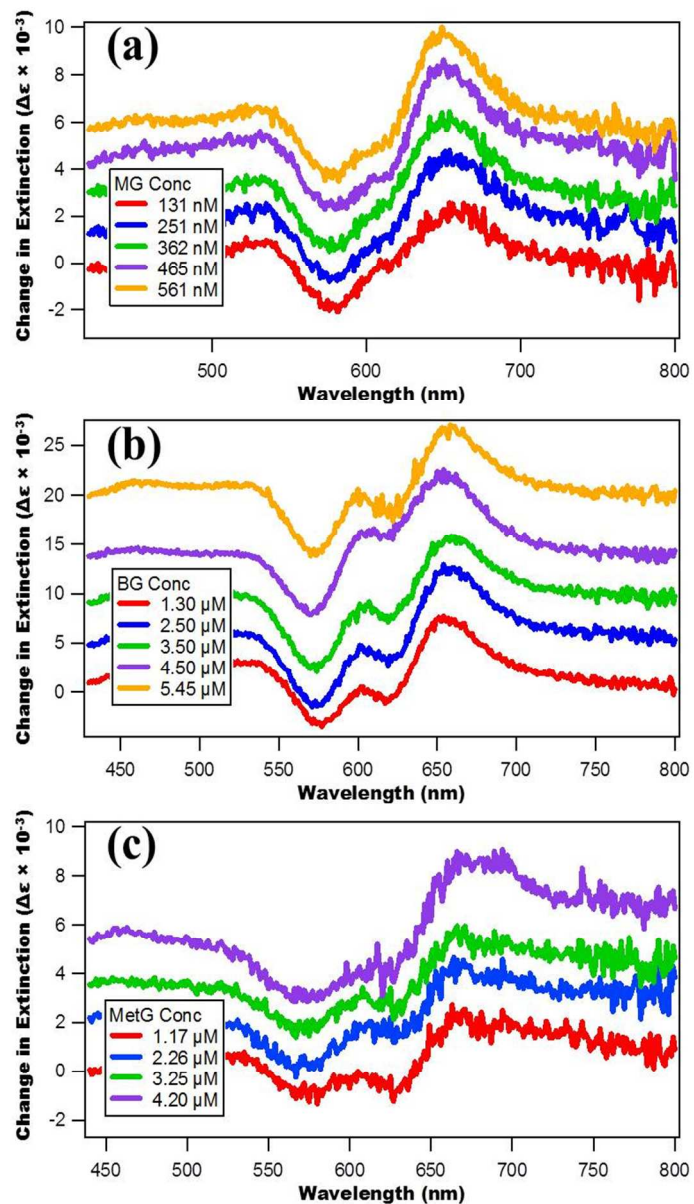 (a)
Change in Extinction (Δε × 10⁻³)
10
8
6
4
2
0
-2
MG Conc
131 nM
251 nM
362 nM
465 nM
561 nM
500
600
700
800
Wavelength (nm)
(b)
Change in Extinction (Δε × 10⁻³)
25
20
15
10
5
0
BG Conc
1.30 µM
2.50 µM
3.50 µM
4.50 µM
5.45 µM
450
500
550
600
650
700
750
800
Wavelength (nm)
(c)
Change in Extinction (Δε × 10⁻³)
10
8
6
4
2
0
-2
MetG Conc
1.17 µM
2.26 µM
3.25 µM
4.20 µM
450
500
550
600
650
700
750
800
Wavelength (nm)